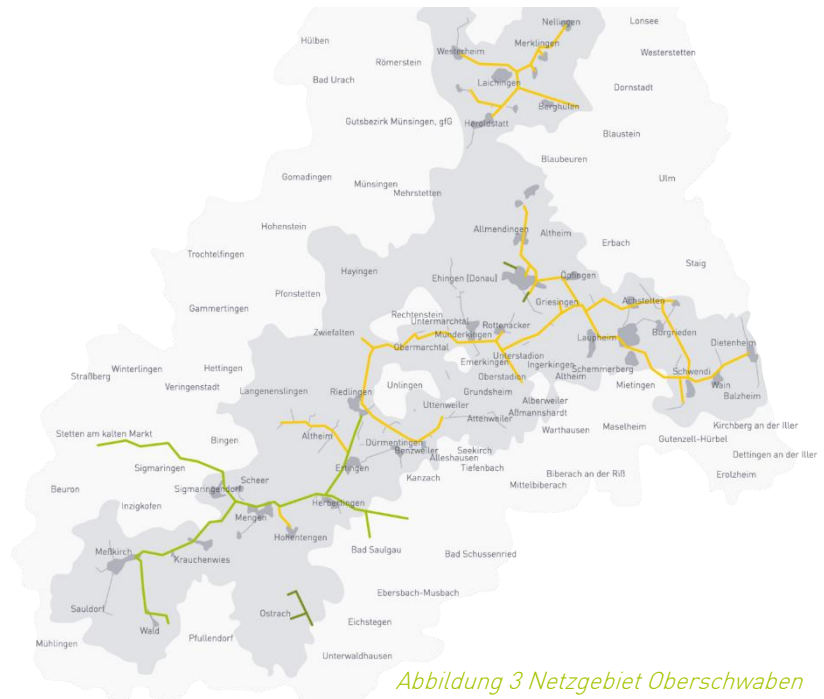 Nellingen
Lonsee
Hülben
Merklingen
Westerheim
Westerstetten
Römerstein
Bad Urach
Laichingen
Dornstadt
Berghülen
Gutsbezirk Münsingen, gfG
Heroldstatt
Blaustein
Blaubeuren
Gomadingen
Münsingen
Ulm
Mehrstetten
Hohenstein
Allmendingen
Altheim
Erbach
Trochtelfingen
Staig
Hayingen
Ehingen (Donau)
Öpfingen
Pfonstetten
Griesingen
Achstetten
Gammertingen
Rechtenstein
Untermarchtal
Rottenacker
Zwiefalten
Munderkingen
Laupheim
Burgrieden
Dietenheim
Obermarchtal
Unterstadion
Emerkingen
Ingerkingen
Schemmerberg
Schwendi
Winterlingen
Hettingen
Straßberg
Oberstadion
Altheim
Mietingen
Wain
Veringenstadt
Langenenslingen
Riedlingen
Unlingen
Grundsheim
Balzheim
Uttenweiler
Alberweiler
Aßmannshardt
Stetten am kalten Markt
Attenweiler
Kirchberg an der Iller
Bingen
Altheim
Warthausen
Maselheim
Gutenzell-Hürbel
Dürmentingen
Betzweiler
Seekirch
Alleshausen
Dettingen an der Iller
Sigmaringen
Ertingen
Tiefenbach
Biberach an der Riß
Erolzheim
Scheer
Kanzach
Mittelbiberach
Beuron
Sigmaringendorf
Inzigkofen
Herbertingen
Mengen
Hohentengen
Bad Saulgau
Bad Schussenried
Meßkirch
Krauchenwies
Ebersbach-Musbach
Sauldorf
Ostrach
Eichstegen
Wald
Mühlingen
Pfullendorf
Unterwaldhausen
Abbildung 3 Netzgebiet Oberschwaben